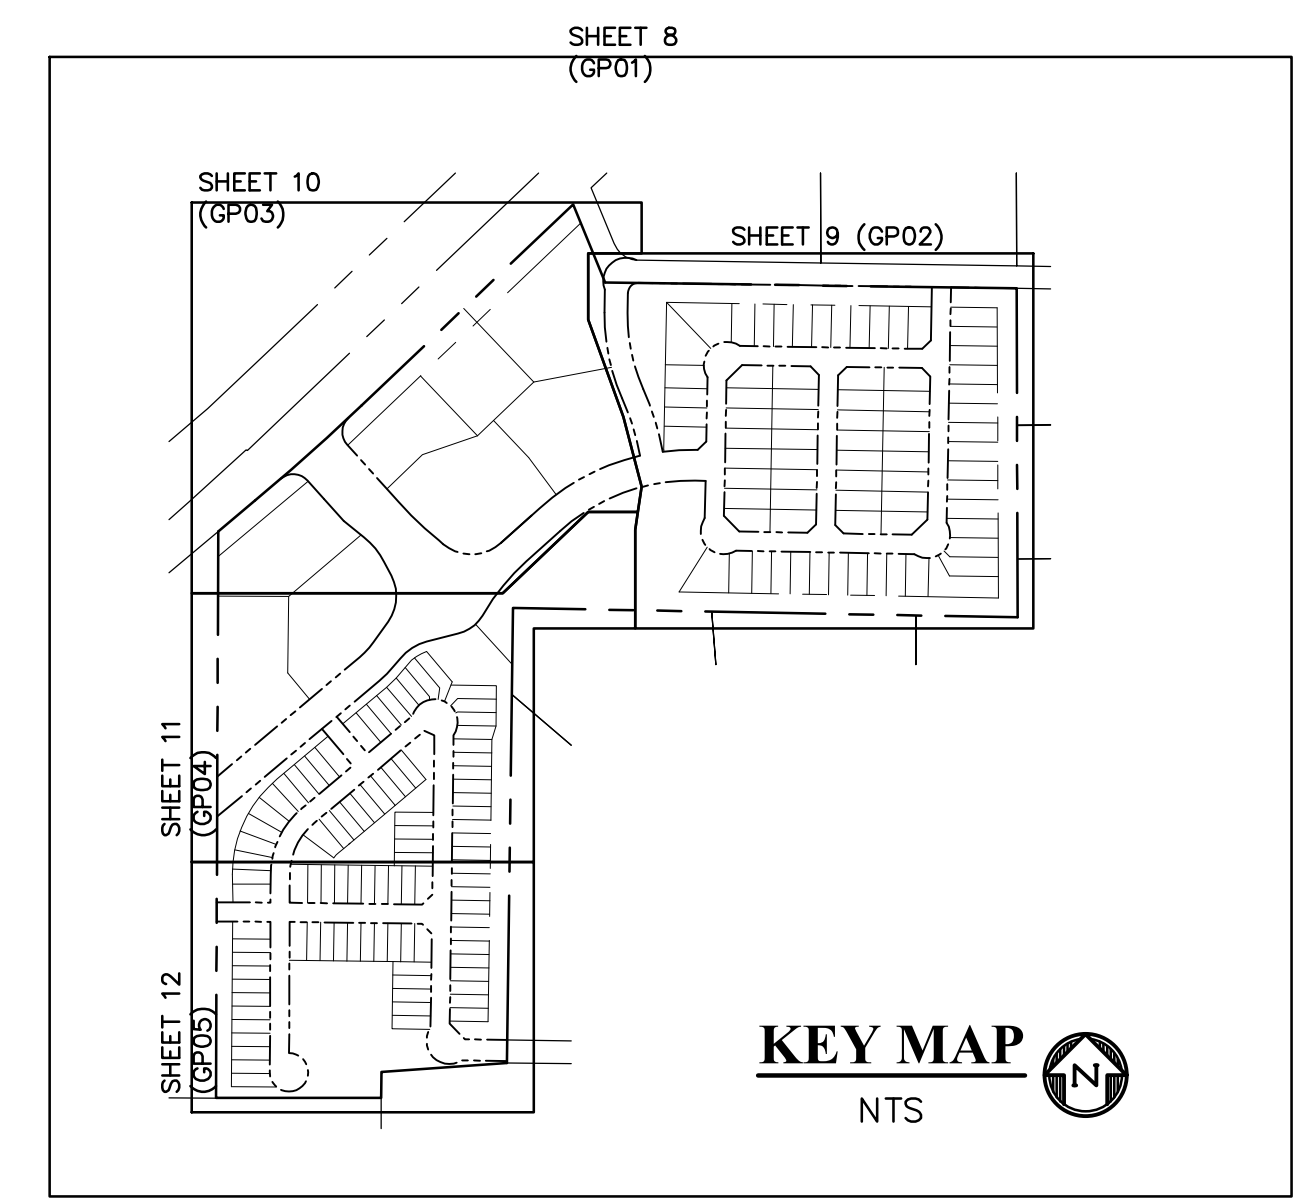 SHEET 8
(GP01)
SHEET 10
(GP03)
SHEET 9 (GP02)
SHEET 11
(GP04)
SHEET 12
(GP05)
KEY MAP
NTS
N